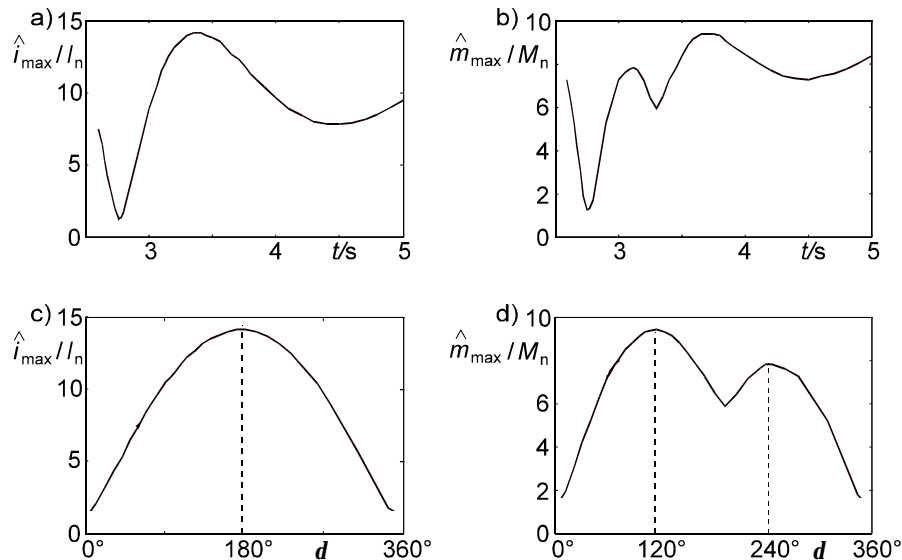 a) 15
î_max / I_n
10
5
0
3 4 t/s 5
b) 10
m̂_max / M_n
8
6
4
2
0
3 4 t/s 5
c) 15
î_max / I_n
10
5
0
0° 180° d 360°
d) 10
m̂_max / M_n
8
6
4
2
0
0° 120° 240° d 360°